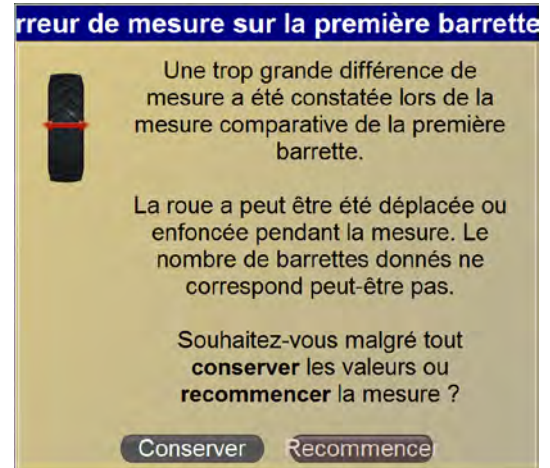 rreur de mesure sur la première barrette
Une trop grande différence de
mesure a été constatée lors de la
mesure comparative de la première
barrette.
La roue a peut être été déplacée ou
enfoncée pendant la mesure. Le
nombre de barrettes donnés ne
correspond peut-être pas.
Souhaitez-vous malgré tout
conserver les valeurs ou
recommencer la mesure ?
Conserver Recommencer